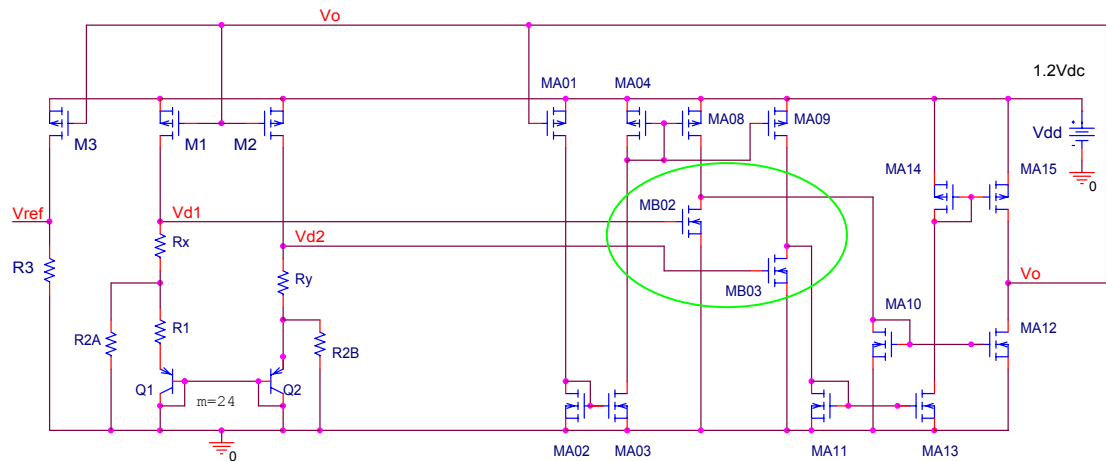 Vo
MA01
MA04
1.2Vdc
M3
M1
M2
MA08
MA09
Vdd
0
MA14
MA15
Vref
Vd1
MB02
Vd2
Rx
R3
Ry
MB03
Vo
R1
MA10
MA12
R2A
R2B
Q1
m=24
Q2
0
MA02
MA03
MA11
MA13